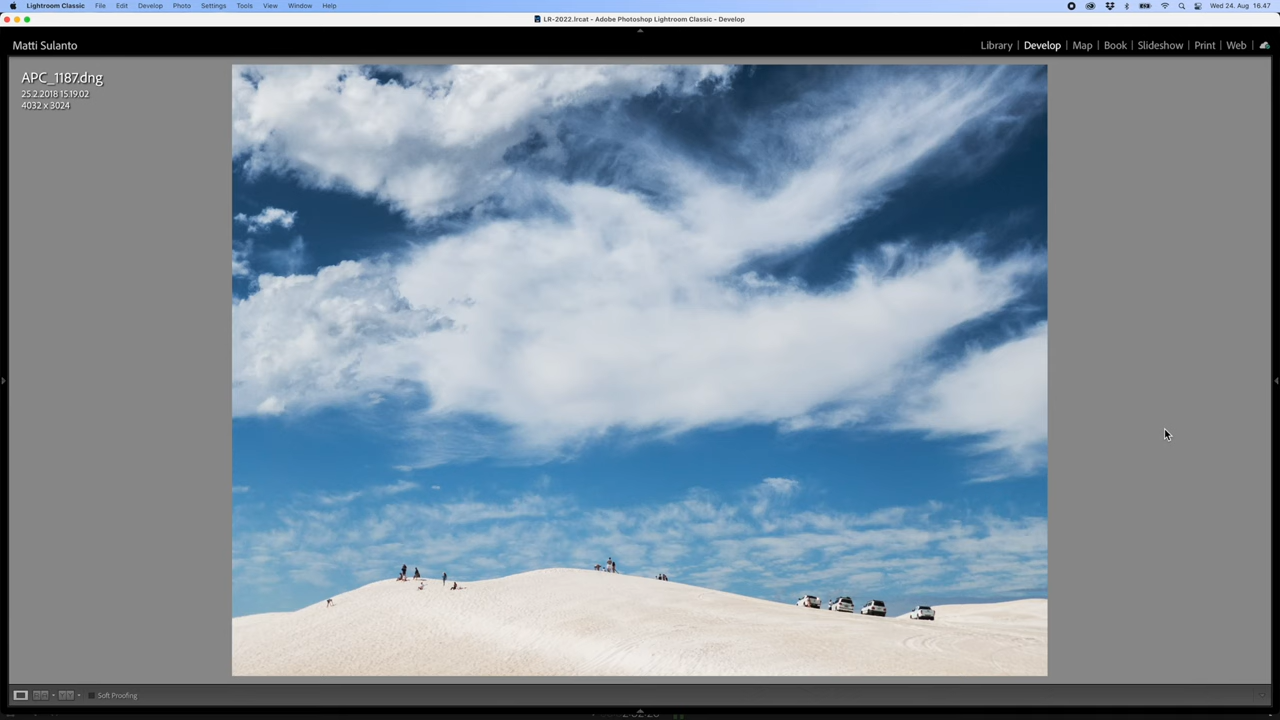 Lightroom Classic File Edit Develop Photo Settings Tools View Window Help Wed 24. Aug 16.47
LR-2022.lrcat - Adobe Photoshop Lightroom Classic - Develop
Matti Sulanto Library | Develop | Map | Book | Slideshow | Print | Web
APC_1187.dng
25.2.2018 15.19.02
4032 x 3024
Soft Proofing